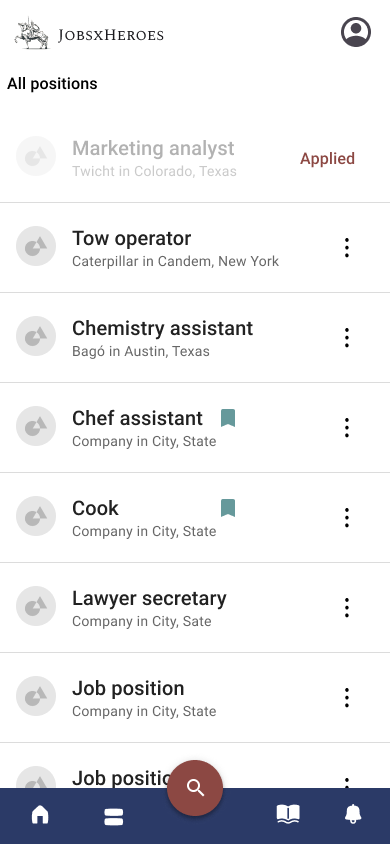 JobsxHeroes
All positions
Marketing analyst
Twicht in Colorado, Texas
Applied
Tow operator
Caterpillar in Candem, New York
Chemistry assistant
Bagó in Austin, Texas
Chef assistant
Company in City, State
Cook
Company in City, State
Lawyer secretary
Company in City, Sate
Job position
Company in City, State
Job positio